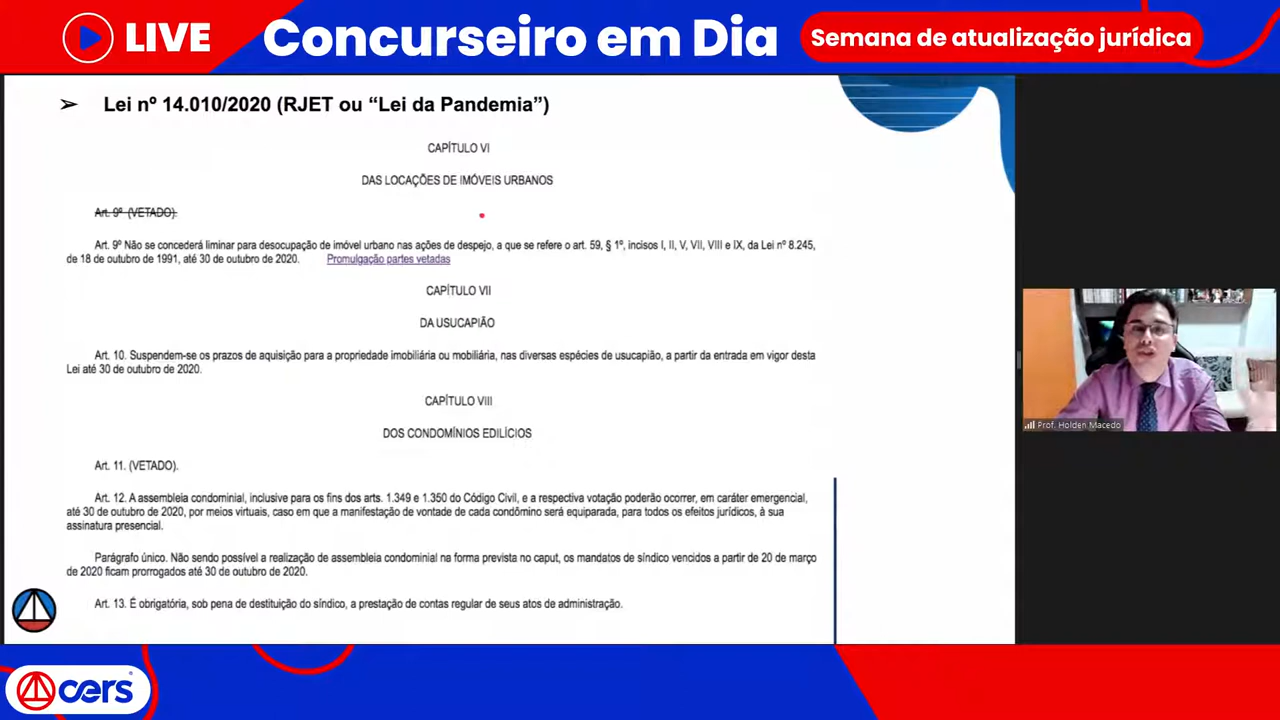 LIVE
Concurseiro em Dia
Semana de atualização jurídica
➢ Lei nº 14.010/2020 (RJET ou “Lei da Pandemia”)
CAPÍTULO VI
DAS LOCAÇÕES DE IMÓVEIS URBANOS
Art. 9º (VETADO).
Art. 9º Não se concederá liminar para desocupação de imóvel urbano nas ações de despejo, a que se refere o art. 59, § 1º, incisos I, II, V, VII, VIII e IX, da Lei nº 8.245,
de 18 de outubro de 1991, até 30 de outubro de 2020. Promulgação partes vetadas
CAPÍTULO VII
DA USUCAPIÃO
Art. 10. Suspendem-se os prazos de aquisição para a propriedade imobiliária ou mobiliária, nas diversas espécies de usucapião, a partir da entrada em vigor desta
Lei até 30 de outubro de 2020.
CAPÍTULO VIII
DOS CONDOMÍNIOS EDILÍCIOS
Art. 11. (VETADO).
Art. 12. A assembleia condominial, inclusive para os fins dos arts. 1.349 e 1.350 do Código Civil, e a respectiva votação poderão ocorrer, em caráter emergencial,
até 30 de outubro de 2020, por meios virtuais, caso em que a manifestação de vontade de cada condômino será equiparada, para todos os efeitos jurídicos, à sua
assinatura presencial.
Parágrafo único. Não sendo possível a realização de assembleia condominial na forma prevista no caput, os mandatos de síndico vencidos a partir de 20 de março
de 2020 ficam prorrogados até 30 de outubro de 2020.
Art. 13. É obrigatória, sob pena de destituição do síndico, a prestação de contas regular de seus atos de administração.
Prof. Holden Macedo
cers